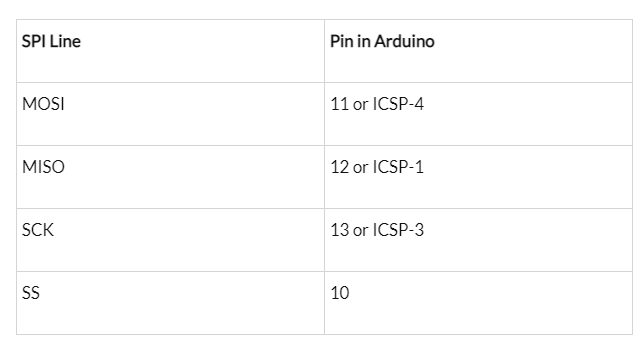 SPI Line Pin in Arduino
MOSI 11 or ICSP-4
MISO 12 or ICSP-1
SCK 13 or ICSP-3
SS 10